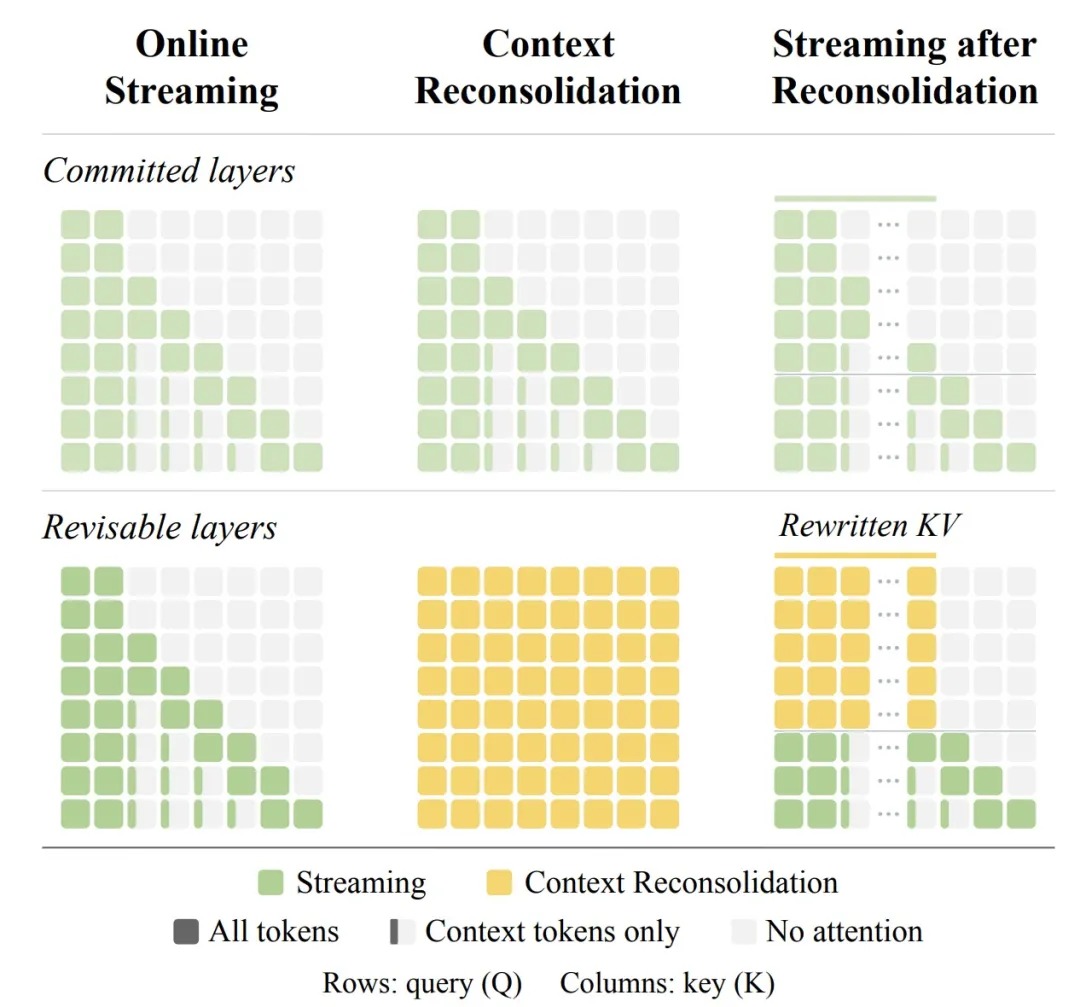 Online
Streaming
Context
Reconsolidation
Streaming after
Reconsolidation
Committed layers
Revisable layers
Rewritten KV
Streaming
Context Reconsolidation
All tokens
Context tokens only
No attention
Rows: query (Q)
Columns: key (K)